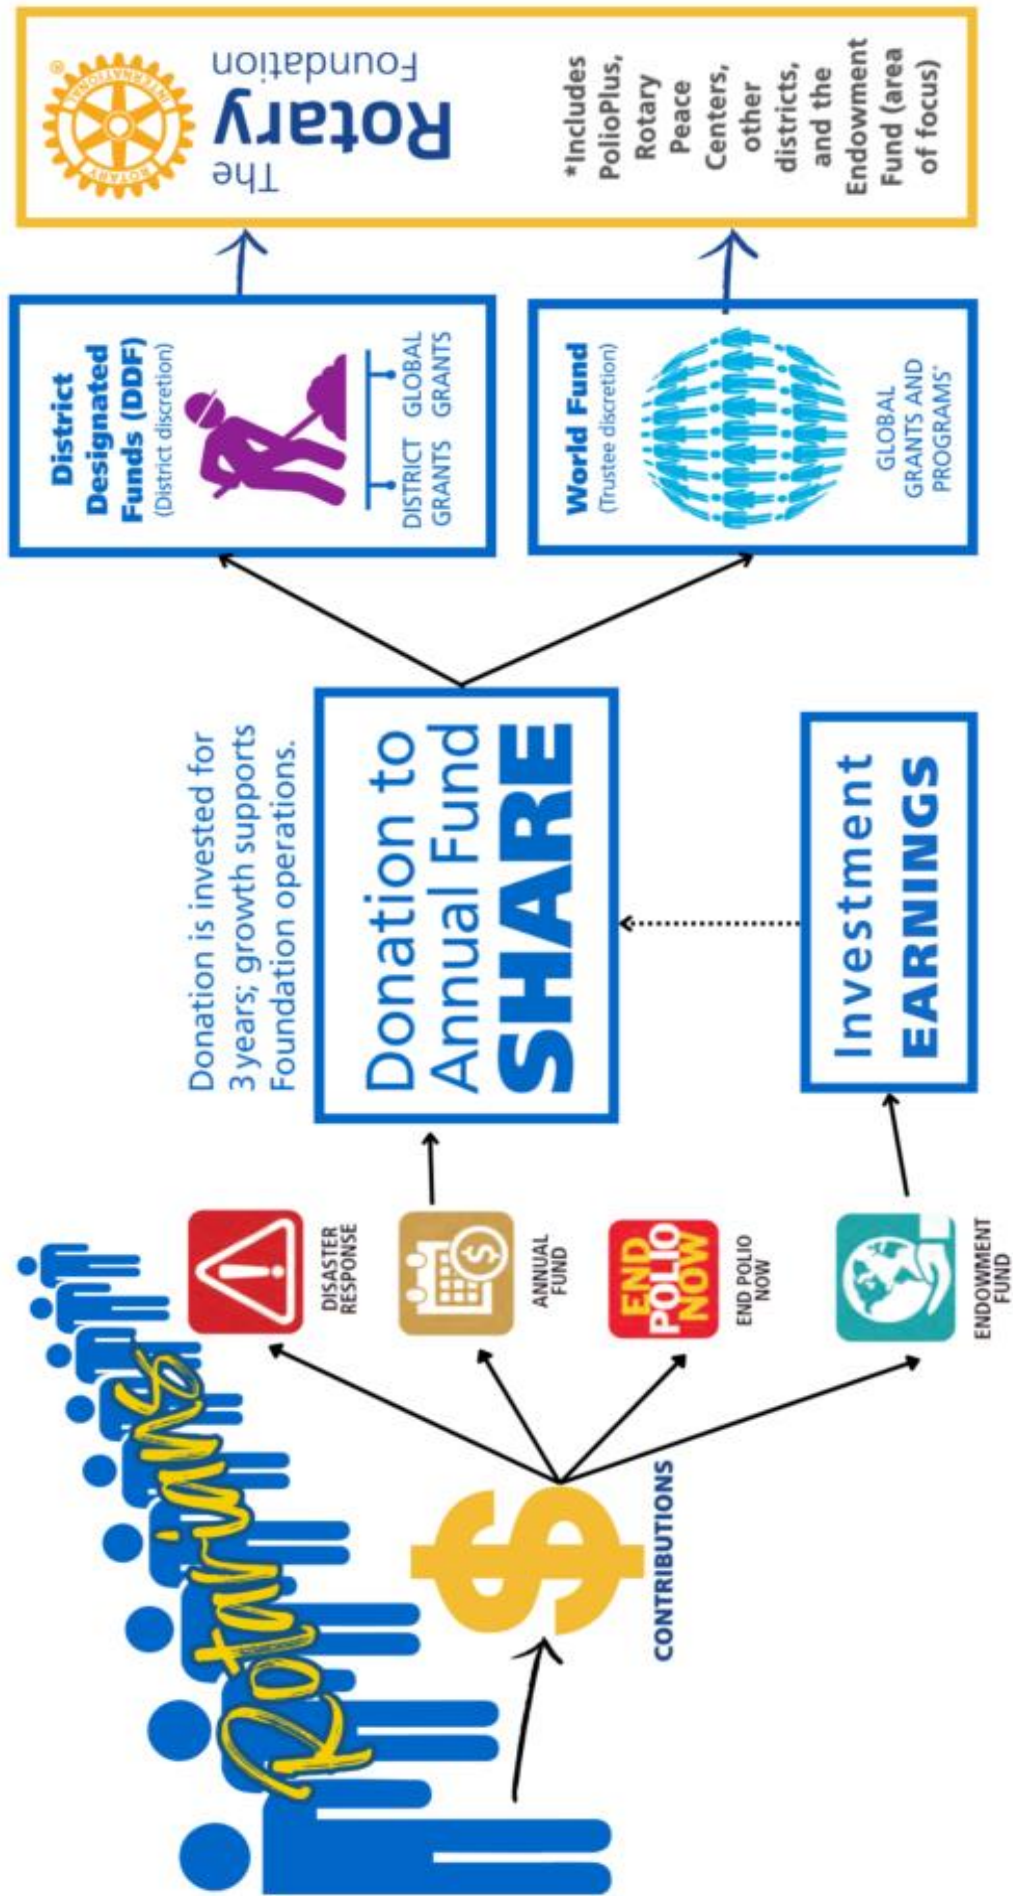 Rotarians
CONTRIBUTIONS
DISASTER
RESPONSE
ANNUAL
FUND
END
POLIO
NOW
END POLIO
NOW
ENDOWMENT
FUND
Donation is invested for
3 years; growth supports
Foundation operations.
Donation to
Annual Fund
SHARE
Investment
EARNINGS
District
Designated
Funds (DDF)
(District discretion)
DISTRICT
GRANTS
GLOBAL
GRANTS
World Fund
(Trustee discretion)
GLOBAL
GRANTS AND
PROGRAMS*
ROTARY
INTERNATIONAL
®
The
Rotary
Foundation
*Includes
PolioPlus,
Rotary
Peace
Centers,
other
districts,
and the
Endowment
Fund (area
of focus)